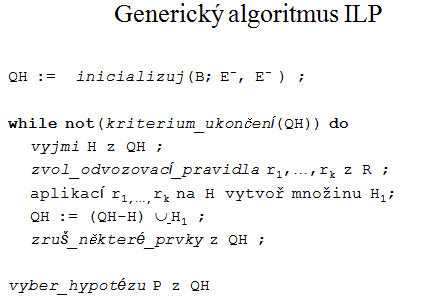 Generický algoritmus ILP
QH := inicializuj(B; E⁻, E⁻ ) ;
while not(kriterium_ukončení(QH)) do
vyjmi H z QH ;
zvol_odvozovací_pravidla r₁,…,rₖ z R ;
aplikací r₁,…,rₖ na H vytvoř množinu H₁;
QH := (QH-H) ∪ H₁ ;
zruš_některé_prvky z QH ;
vyber_hypotézu P z QH